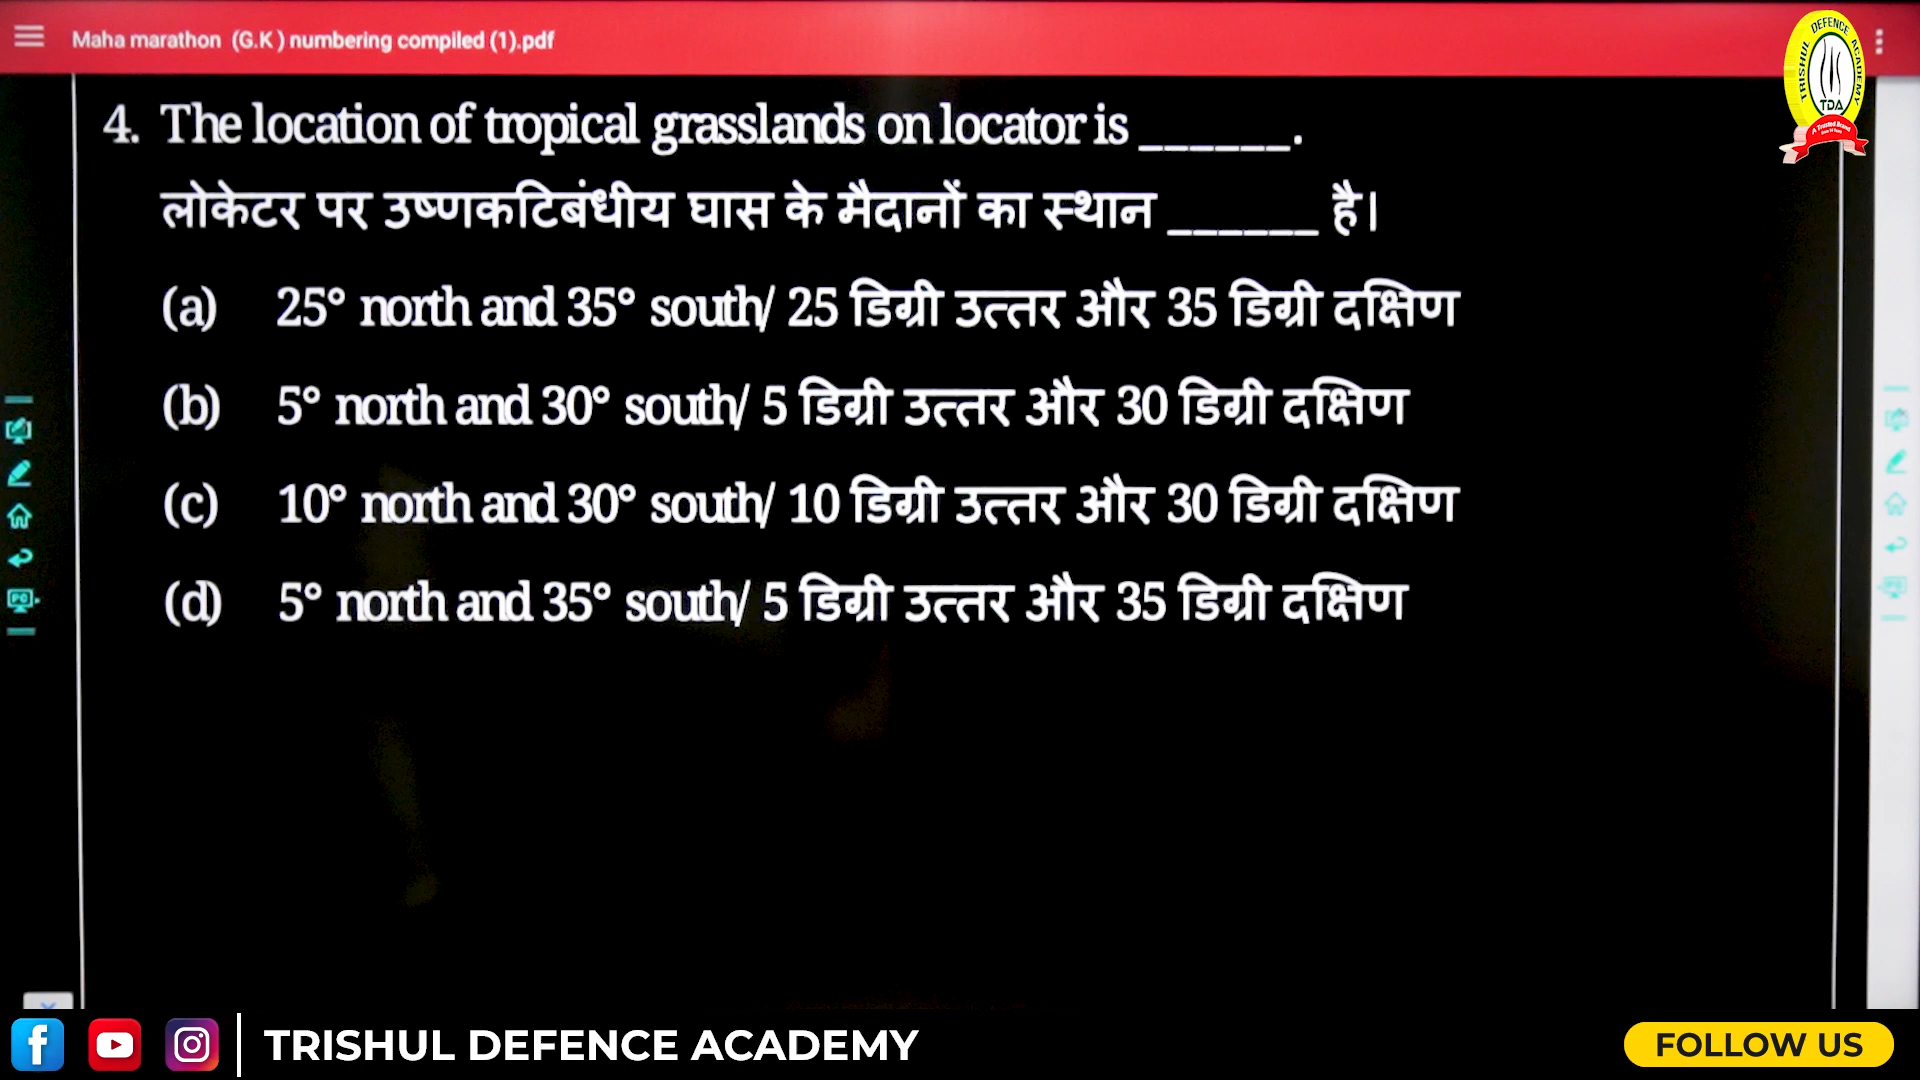 Maha marathon (G.K ) numbering compiled (1).pdf
DEFENCE
TRISHUL
ACADEMY
TDA
4. The location of tropical grasslands on locator is ______.
लोकेटर पर उष्णकटिबंधीय घास के मैदानों का स्थान ______ है।
(a) 25° north and 35° south/ 25 डिग्री उत्तर और 35 डिग्री दक्षिण
(b) 5° north and 30° south/ 5 डिग्री उत्तर और 30 डिग्री दक्षिण
(c) 10° north and 30° south/ 10 डिग्री उत्तर और 30 डिग्री दक्षिण
(d) 5° north and 35° south/ 5 डिग्री उत्तर और 35 डिग्री दक्षिण
TRISHUL DEFENCE ACADEMY
FOLLOW US